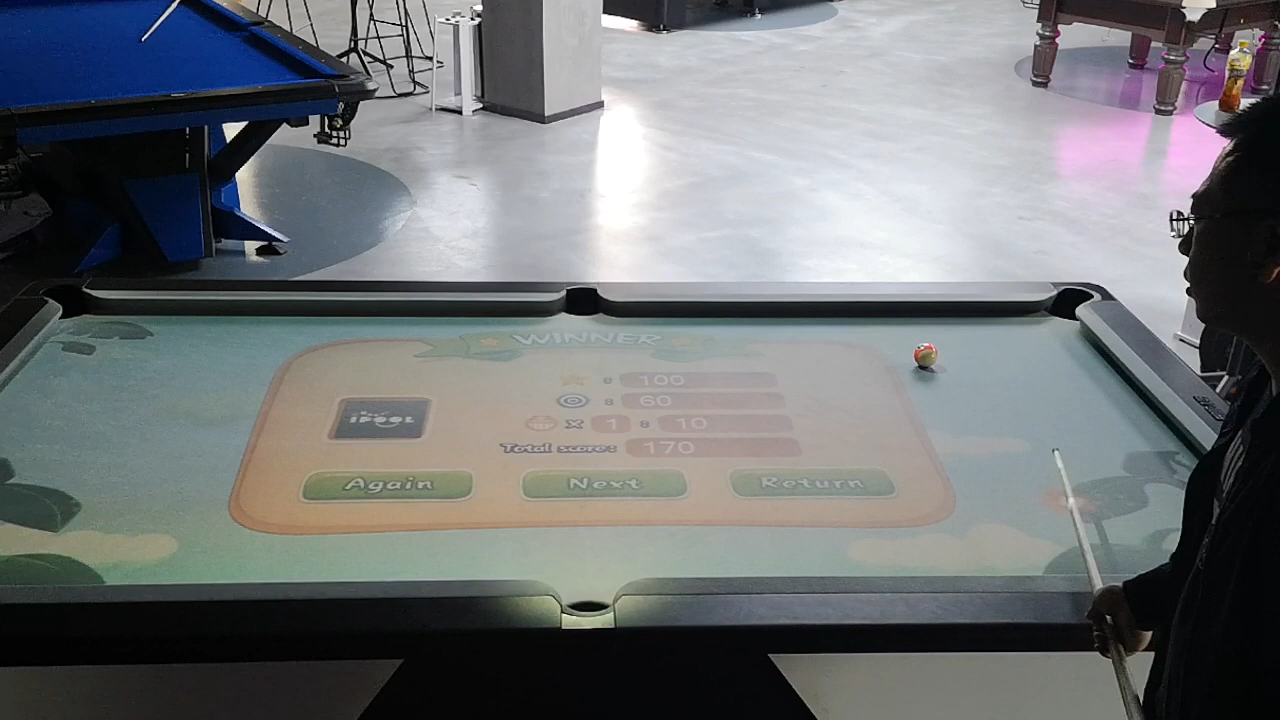 WINNER
100
60
IPOOL
x 1 10
Total score: 170
Again Next Return